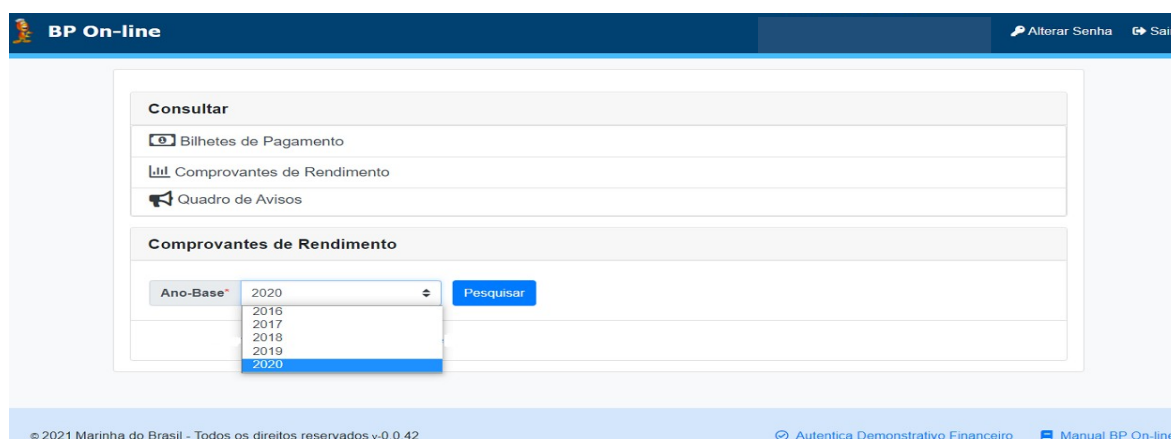 BP On-line
Alterar Senha Sair
Consultar
Bilhetes de Pagamento
Comprovantes de Rendimento
Quadro de Avisos
Comprovantes de Rendimento
Ano-Base* 2020 Pesquisar
2016
2017
2018
2019
2020
© 2021 Marinha do Brasil - Todos os direitos reservados v-0.0.42 Autentica Demonstrativo Financeiro Manual BP On-line